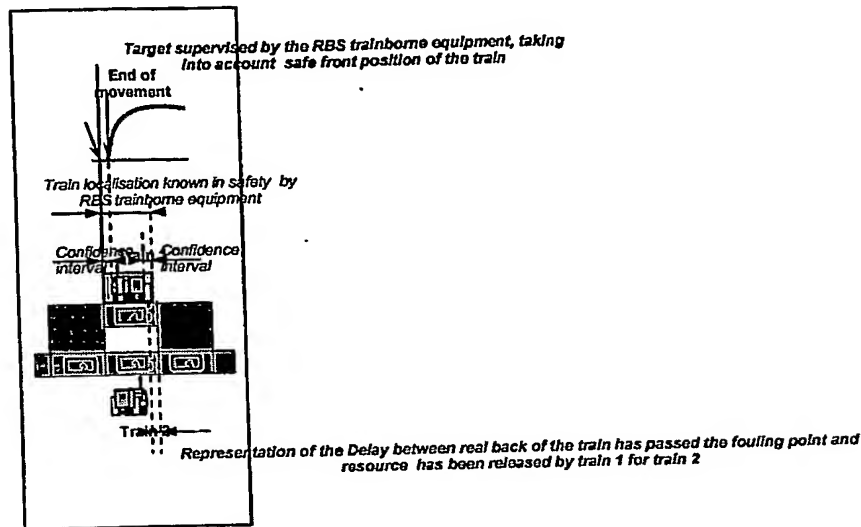 Target supervised by the RBS trainborne equipment, taking
into account safe front position of the train
End of
movement
Train localisation known in safety by
RBS trainborne equipment
Confidence Confidence
interval interval
Train
Representation of the Delay between real back of the train has passed the fouling point and
resource has been released by train 1 for train 2